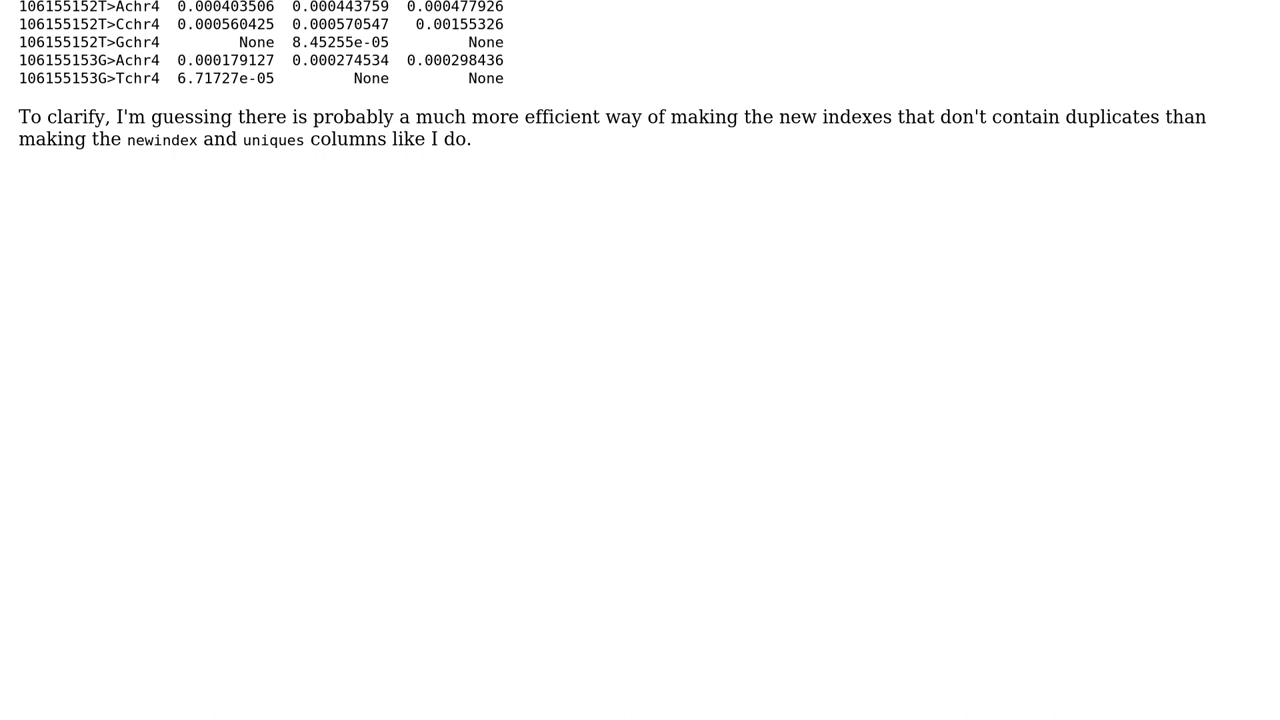 106155152T>Achr4  0.000403506  0.000443759  0.000477926
106155152T>Cchr4  0.000560425  0.000570547   0.00155326
106155152T>Gchr4         None  8.45255e-05         None
106155153G>Achr4  0.000179127  0.000274534  0.000298436
106155153G>Tchr4  6.71727e-05         None         None
To clarify, I'm guessing there is probably a much more efficient way of making the new indexes that don't contain duplicates than
making the newindex and uniques columns like I do.